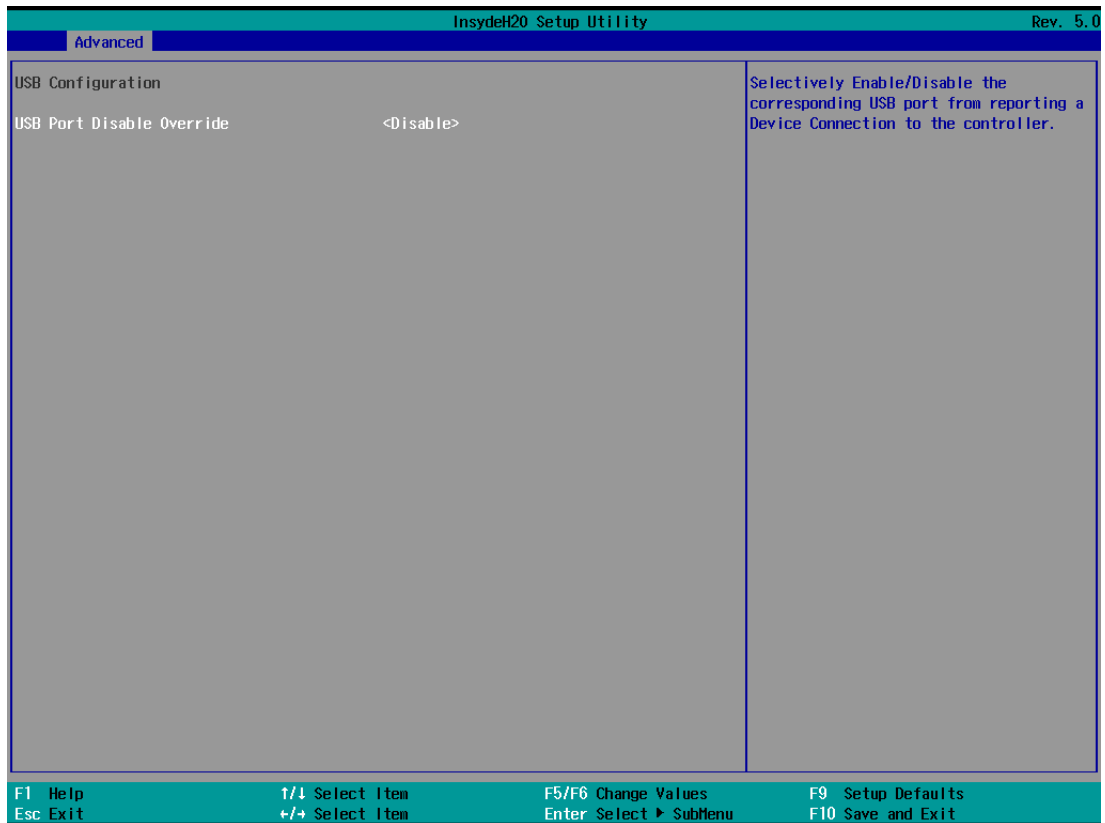 InsydeH20 Setup Utility Rev. 5.0
Advanced
USB Configuration
USB Port Disable Override <Disable>
Selectively Enable/Disable the
corresponding USB port from reporting a
Device Connection to the controller.
F1 Help ↑/↓ Select Item F5/F6 Change Values F9 Setup Defaults
Esc Exit ←/→ Select Item Enter Select ▶ SubMenu F10 Save and Exit